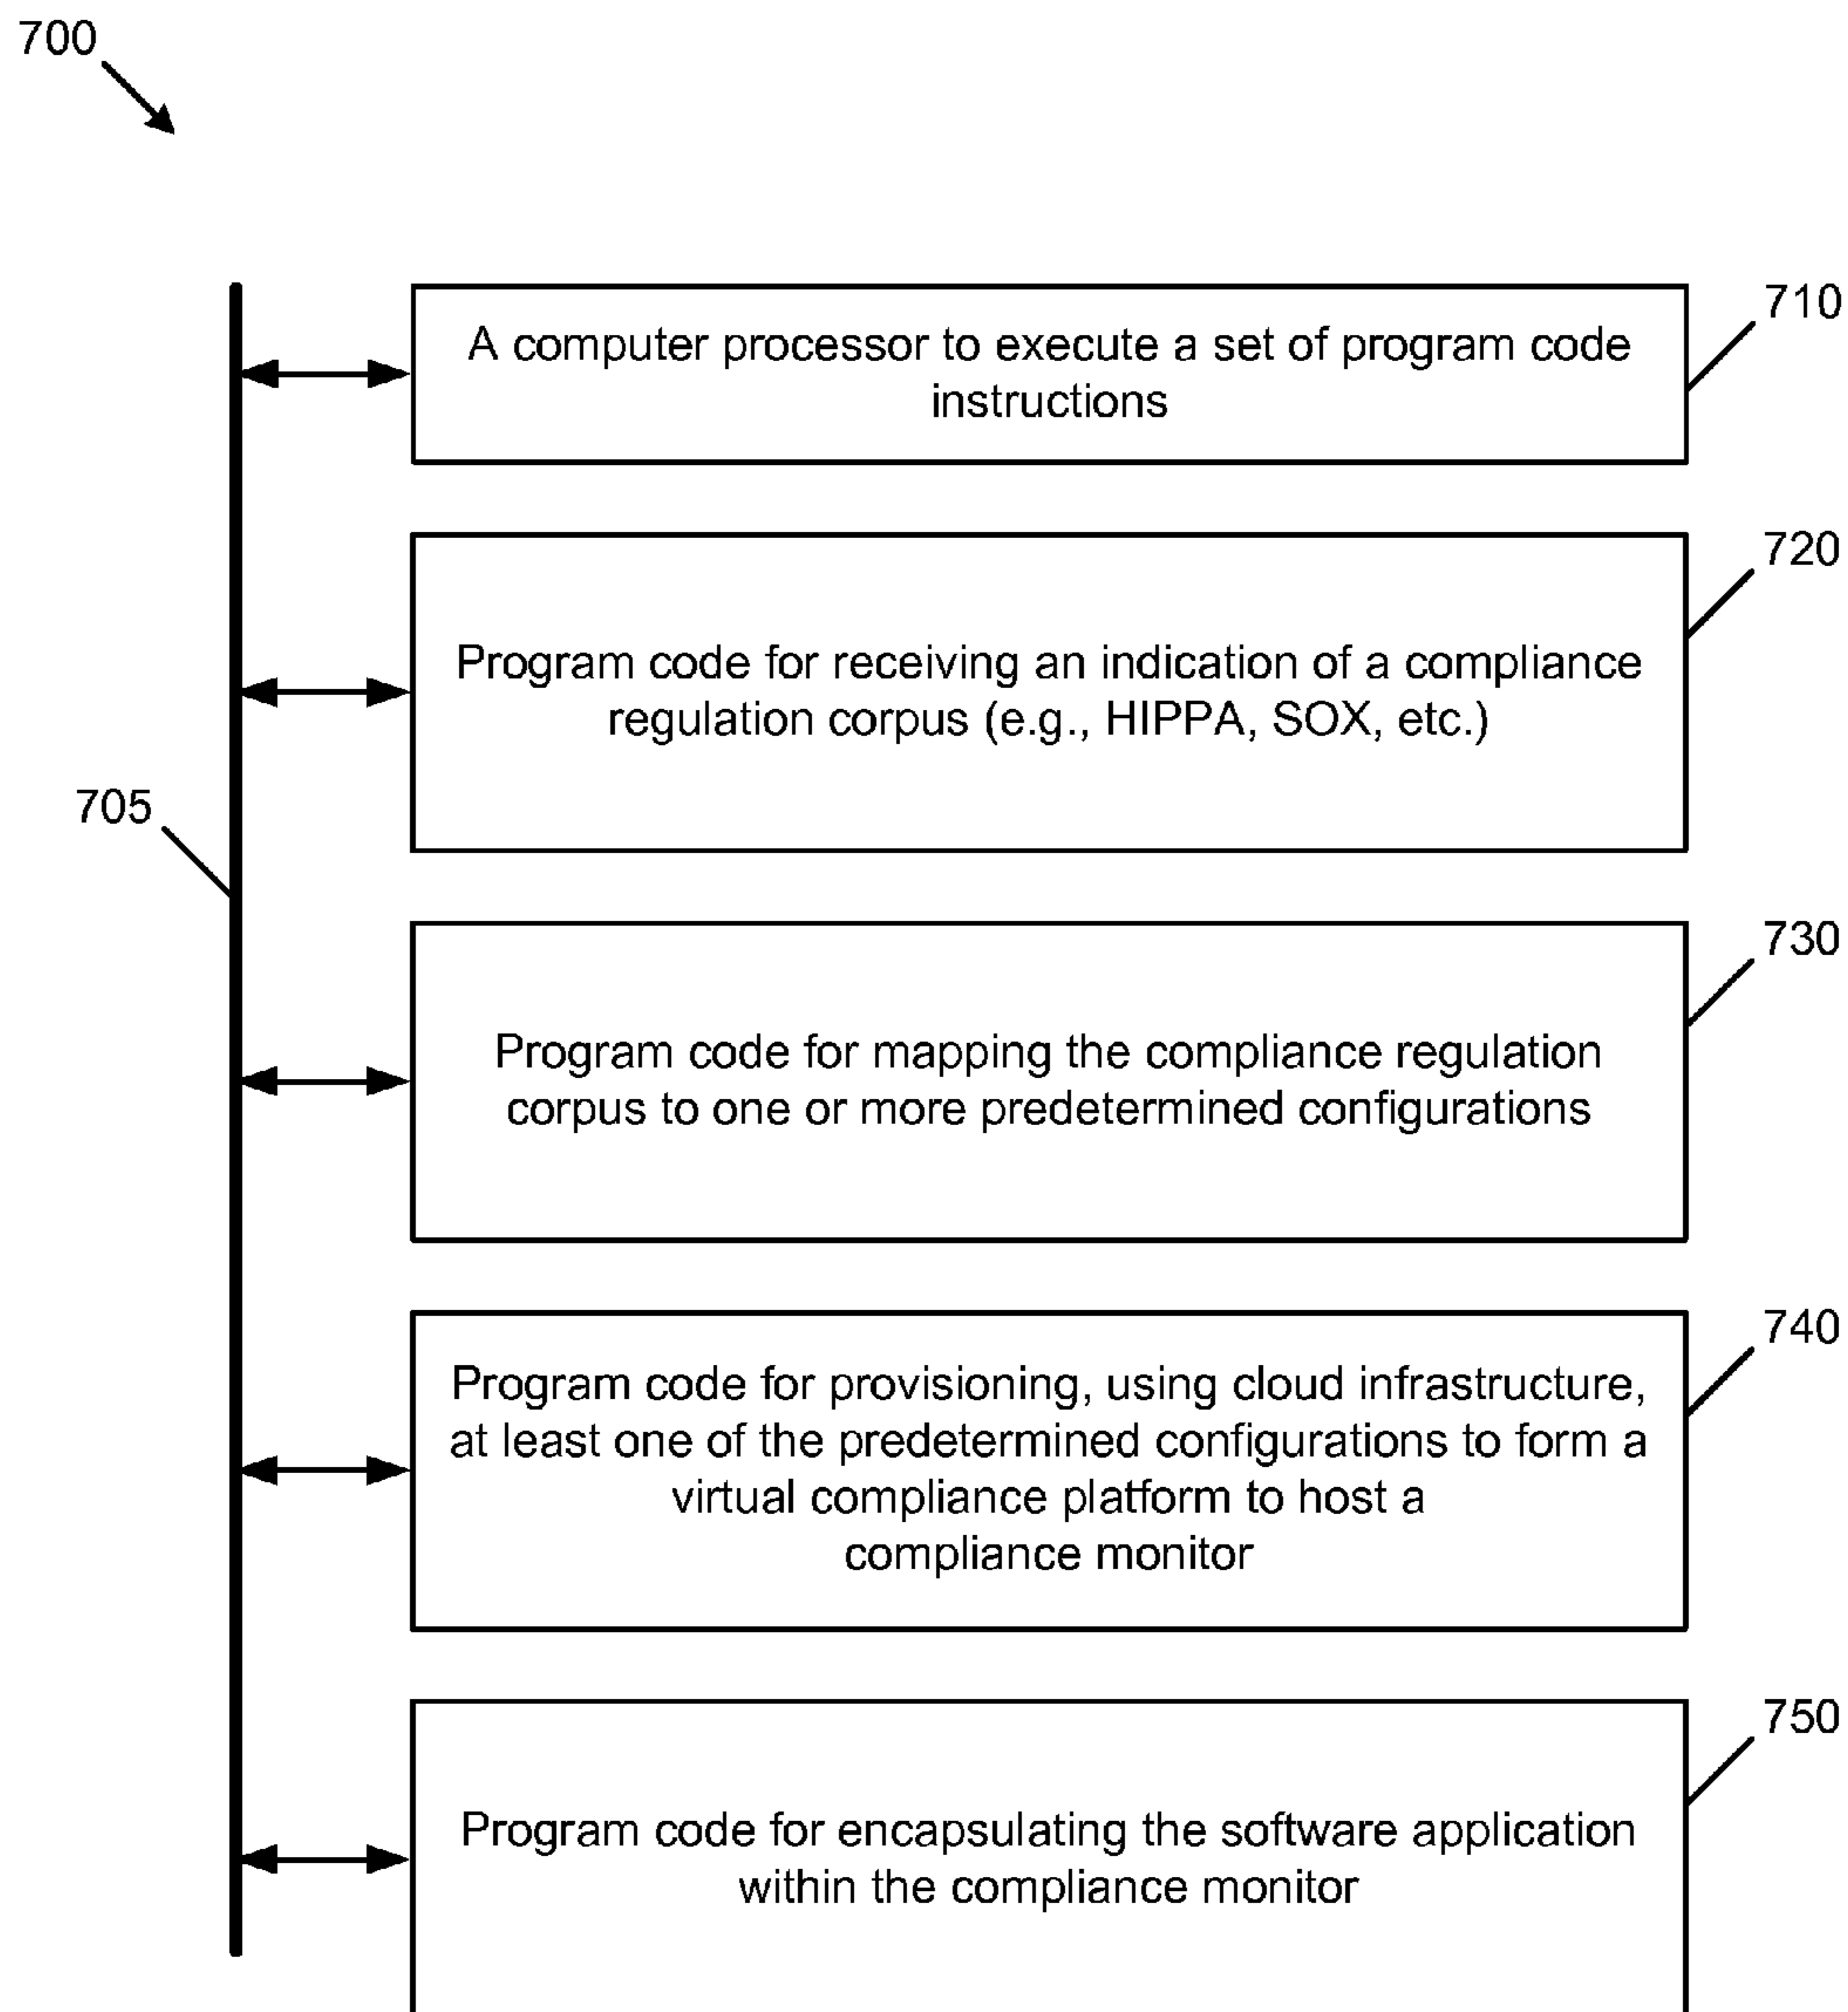 700
710
A computer processor to execute a set of program code
instructions
720
Program code for receiving an indication of a compliance
regulation corpus (e.g., HIPPA, SOX, etc.)
705
730
Program code for mapping the compliance regulation
corpus to one or more predetermined configurations
740
Program code for provisioning, using cloud infrastructure,
at least one of the predetermined configurations to form a
virtual compliance platform to host a
compliance monitor
750
Program code for encapsulating the software application
within the compliance monitor